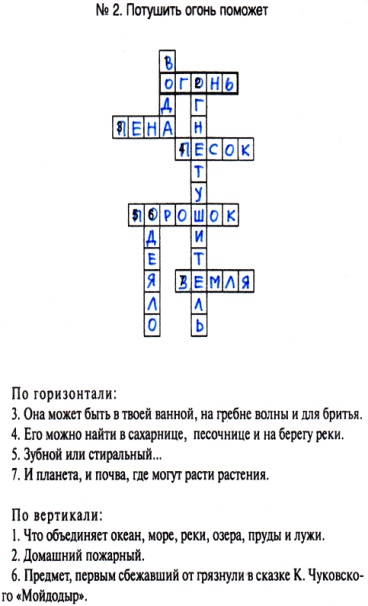 № 2. Потушить огонь поможет
ВОДА
ОГОНЬ
ОГНЕТУШИТЕЛЬ
ПЕНА
ПЕСОК
ПОРОШОК
ОДЕЯЛО
ЗЕМЛЯ
По горизонтали:
3. Она может быть в твоей ванной, на гребне волны и для бритья.
4. Его можно найти в сахарнице, песочнице и на берегу реки.
5. Зубной или стиральный...
7. И планета, и почва, где могут расти растения.
По вертикали:
1. Что объединяет океан, море, реки, озера, пруды и лужи.
2. Домашний пожарный.
6. Предмет, первым сбежавший от грязнули в сказке К. Чуковско-
го «Мойдодыр».